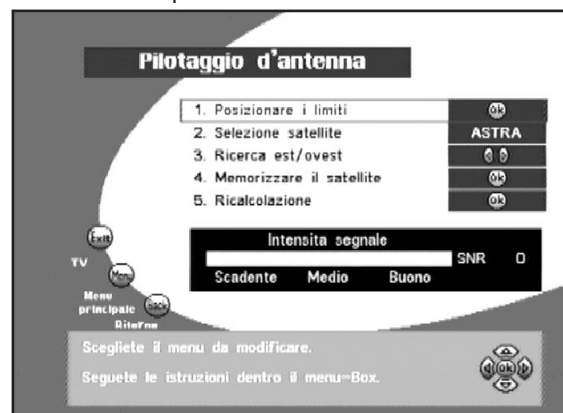 Pilotaggio d'antenna
1. Posizionare i limiti Ok
2. Selezione satellite ASTRA
3. Ricerca est/ovest
4. Memorizzare il satellite Ok
5. Ricalcolazione Ok
Intensita segnale
SNR 0
Scadente Medio Buono
Exit
TV
Menu
Menu
principale
Back
Ritorno
Scegliete il menu da modificare.
Seguete le istruzioni dentro il menu-Box.
Ok